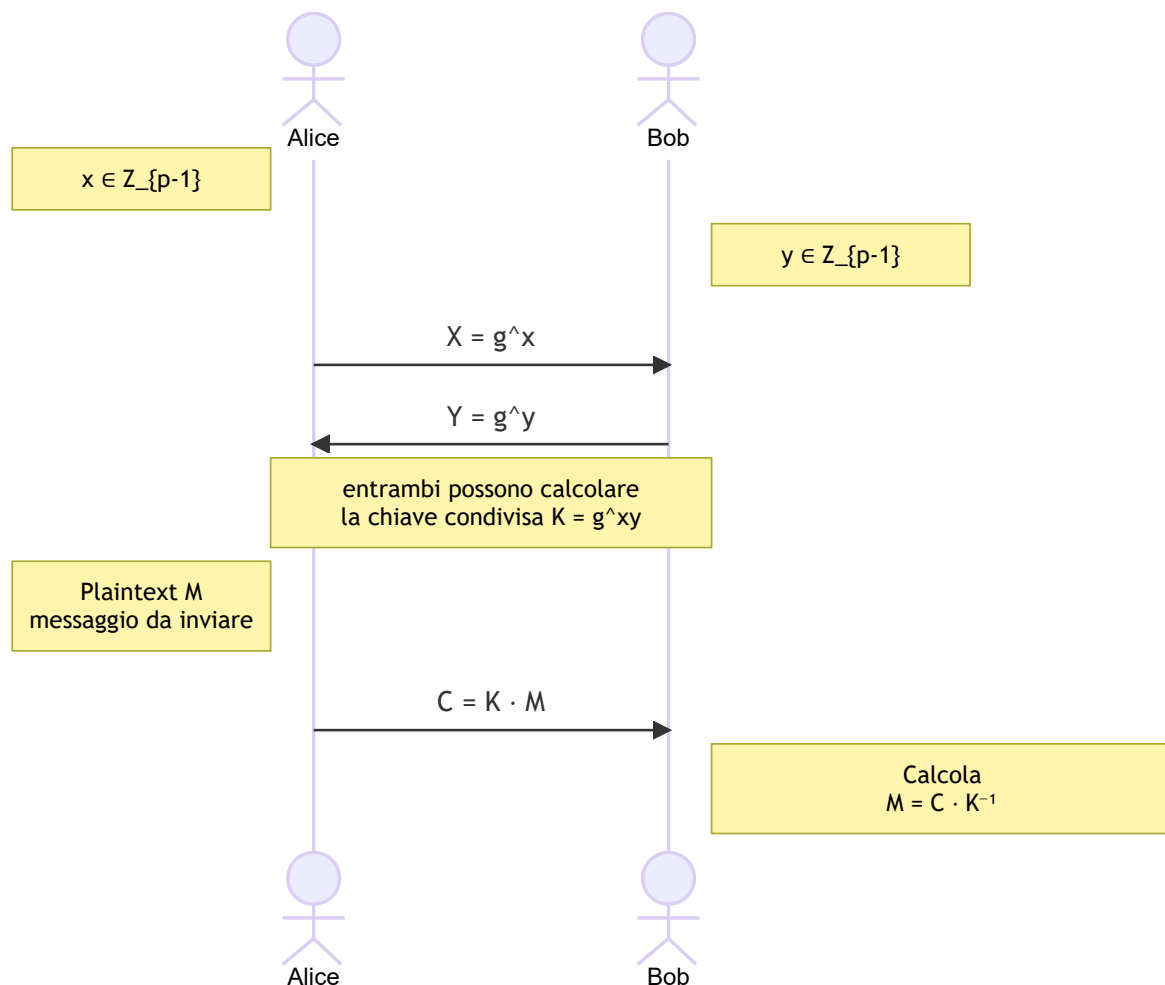 Alice
Bob
x ∈ Z_{p-1}
y ∈ Z_{p-1}
X = g^x
Y = g^y
entrambi possono calcolare
la chiave condivisa K = g^xy
Plaintext M
messaggio da inviare
C = K · M
Calcola
M = C · K⁻¹
Alice
Bob